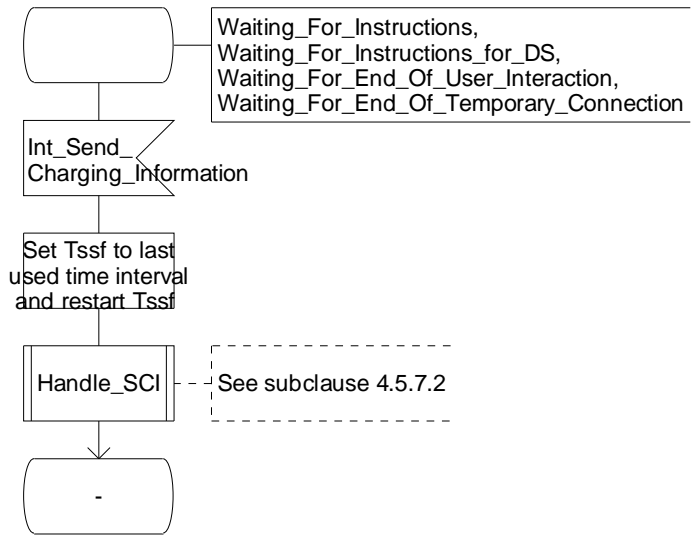 Waiting_For_Instructions,
Waiting_For_Instructions_for_DS,
Waiting_For_End_Of_User_Interaction,
Waiting_For_End_Of_Temporary_Connection
Int_Send_
Charging_Information
Set Tssf to last
used time interval
and restart Tssf
Handle_SCI
See subclause 4.5.7.2
-